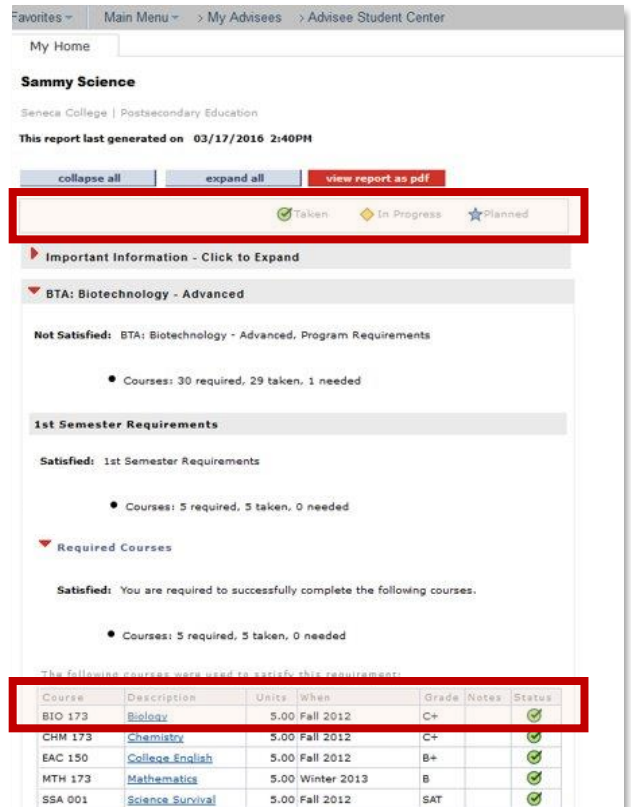 Favorites Main Menu > My Advisees > Advisee Student Center
My Home
Sammy Science
Seneca College | Postsecondary Education
This report last generated on 03/17/2016 2:40PM
collapse all expand all view report as pdf
Taken In Progress Planned
Important Information - Click to Expand
BTA: Biotechnology - Advanced
Not Satisfied: BTA: Biotechnology - Advanced, Program Requirements
• Courses: 30 required, 29 taken, 1 needed
1st Semester Requirements
Satisfied: 1st Semester Requirements
• Courses: 5 required, 5 taken, 0 needed
Required Courses
Satisfied: You are required to successfully complete the following courses.
• Courses: 5 required, 5 taken, 0 needed
The following courses were used to satisfy this requirement:
Course Description Units When Grade Notes Status
BIO 173 Biology 5.00 Fall 2012 C+
CHM 173 Chemistry 5.00 Fall 2012 C+
EAC 150 College English 5.00 Fall 2012 B+
MTH 173 Mathematics 5.00 Winter 2013 B
SSA 001 Science Survival 5.00 Fall 2012 SAT